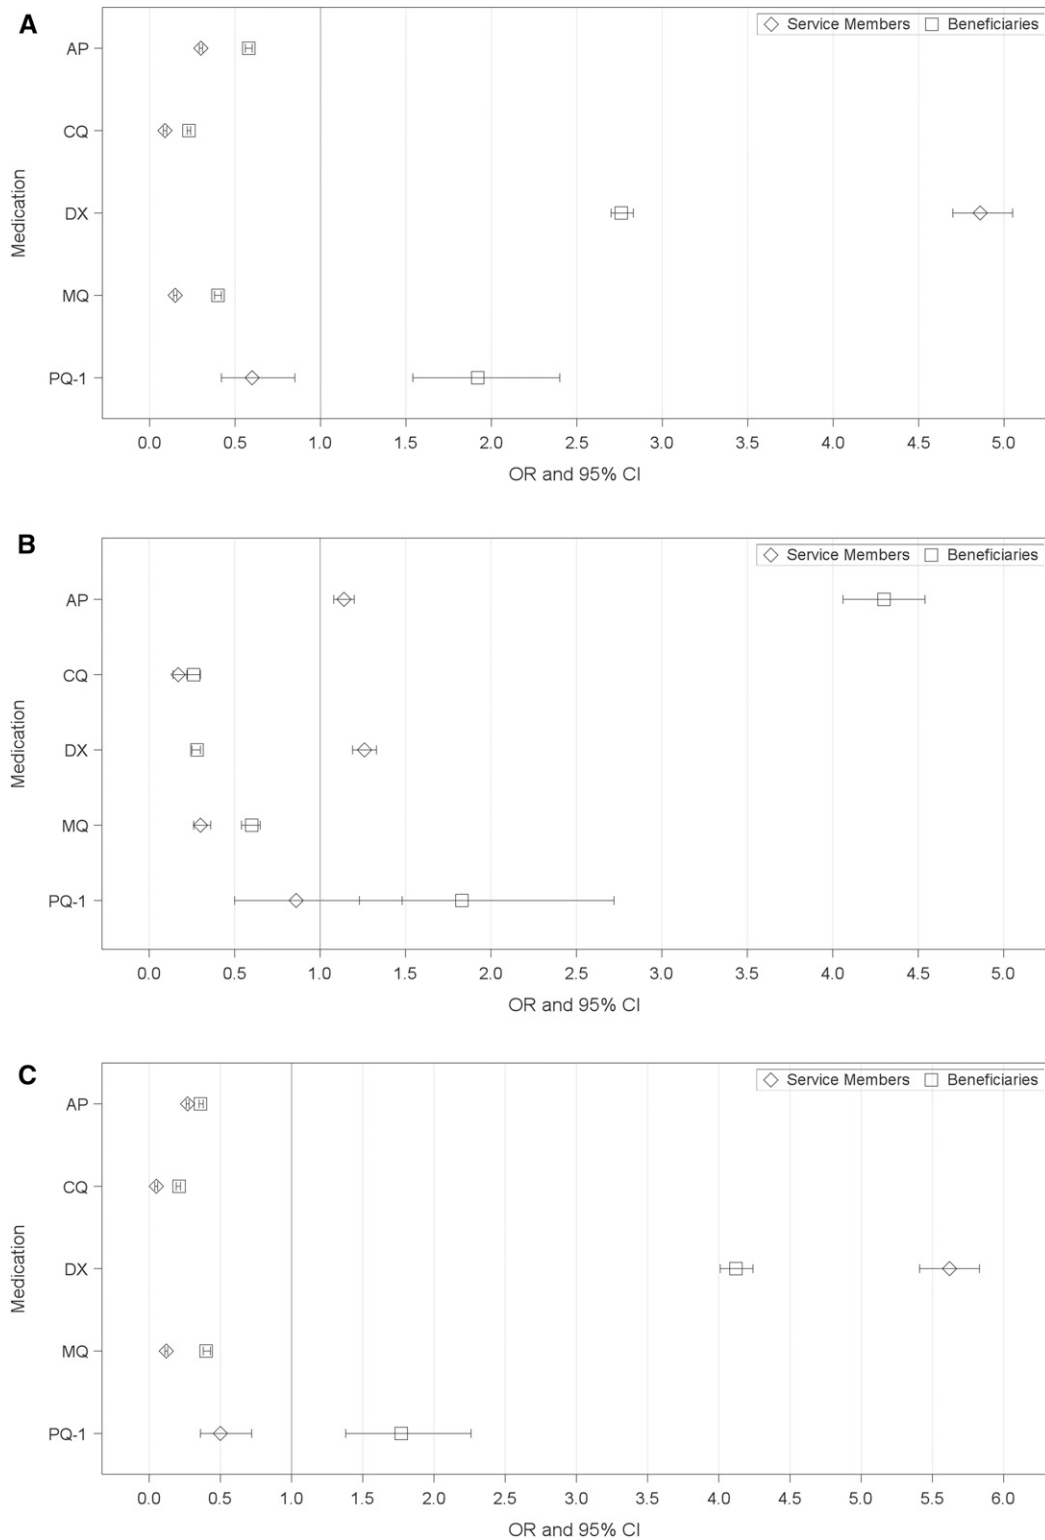 A
Service Members Beneficiaries
AP
CQ
DX
MQ
PQ-1
Medication
0.0 0.5 1.0 1.5 2.0 2.5 3.0 3.5 4.0 4.5 5.0
OR and 95% CI
B
Service Members Beneficiaries
AP
CQ
DX
MQ
PQ-1
Medication
0.0 0.5 1.0 1.5 2.0 2.5 3.0 3.5 4.0 4.5 5.0
OR and 95% CI
C
Service Members Beneficiaries
AP
CQ
DX
MQ
PQ-1
Medication
0.0 0.5 1.0 1.5 2.0 2.5 3.0 3.5 4.0 4.5 5.0 5.5 6.0
OR and 95% CI